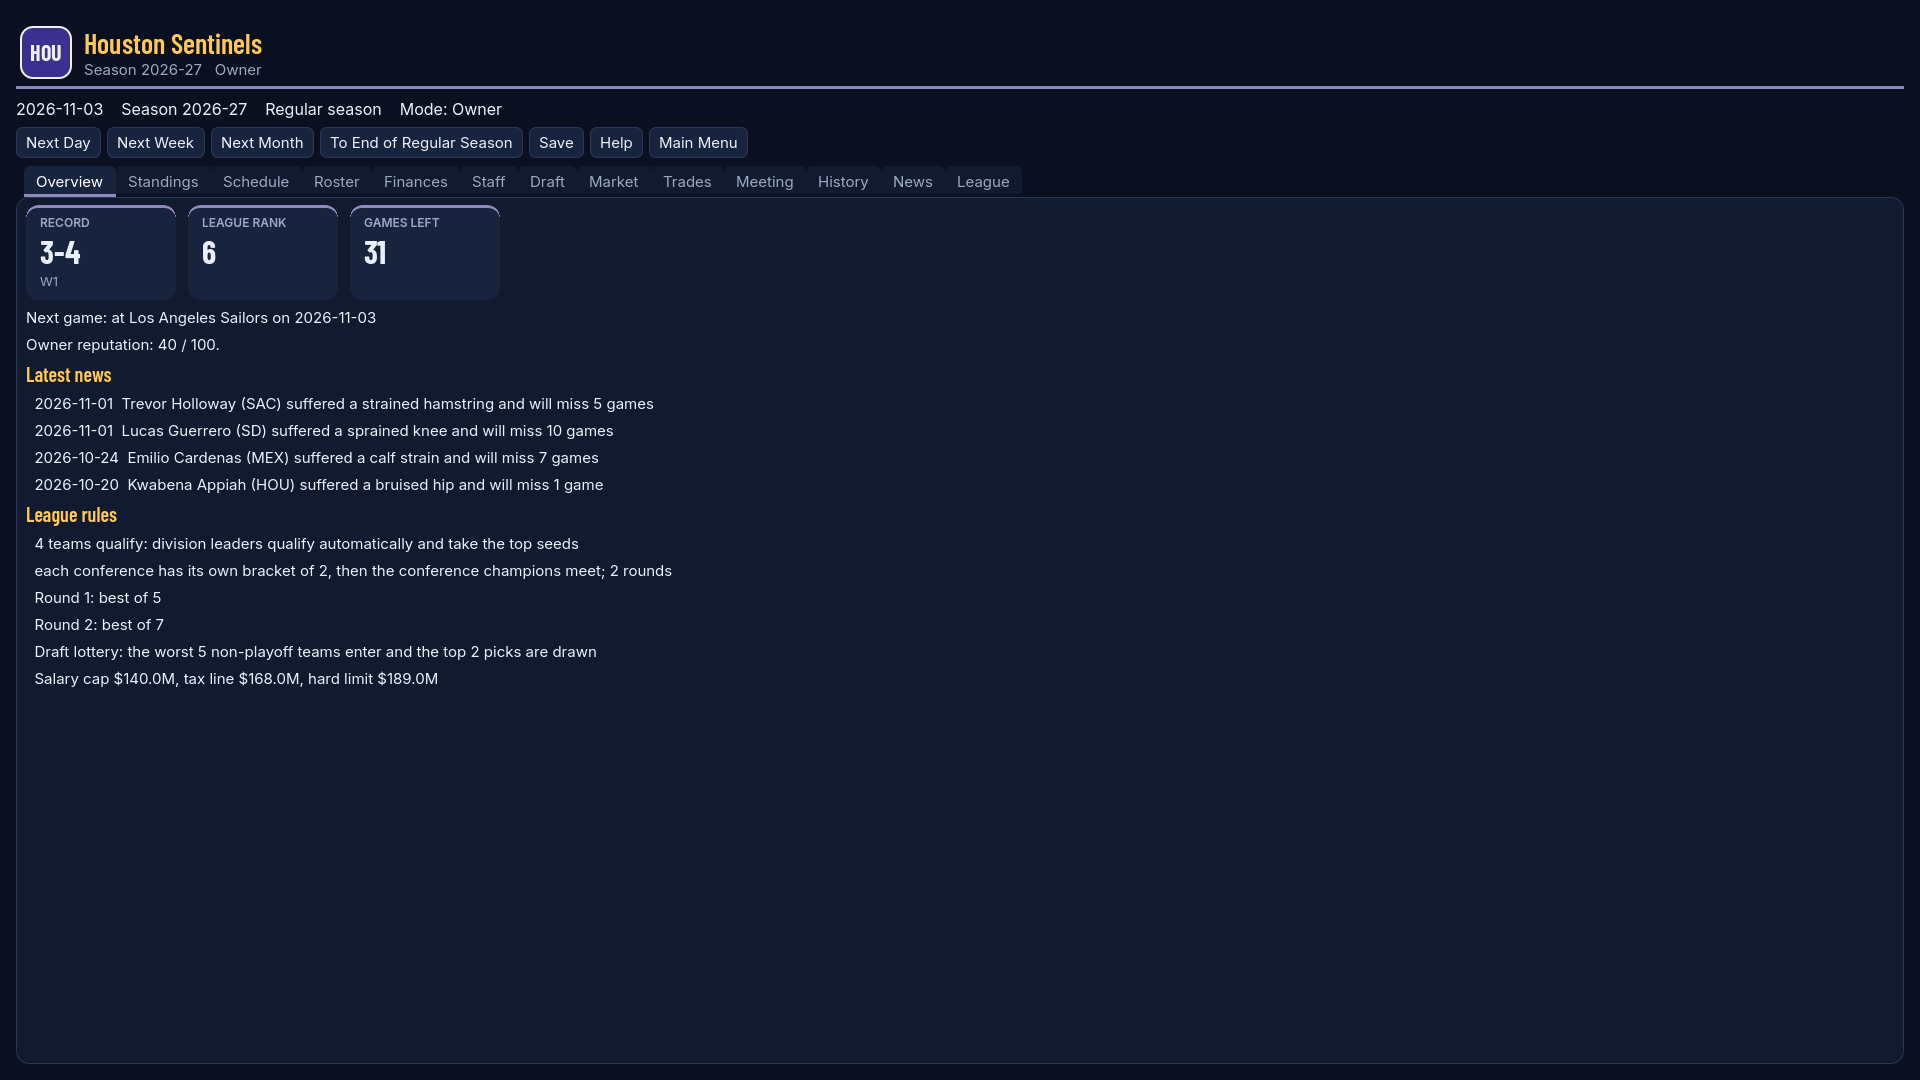 HOU
Houston Sentinels
Season 2026-27 Owner
2026-11-03 Season 2026-27 Regular season Mode: Owner
Next Day Next Week Next Month To End of Regular Season Save Help Main Menu
Overview Standings Schedule Roster Finances Staff Draft Market Trades Meeting History News League
RECORD LEAGUE RANK GAMES LEFT
3-4 6 31
W1
Next game: at Los Angeles Sailors on 2026-11-03
Owner reputation: 40 / 100.
Latest news
2026-11-01 Trevor Holloway (SAC) suffered a strained hamstring and will miss 5 games
2026-11-01 Lucas Guerrero (SD) suffered a sprained knee and will miss 10 games
2026-10-24 Emilio Cardenas (MEX) suffered a calf strain and will miss 7 games
2026-10-20 Kwabena Appiah (HOU) suffered a bruised hip and will miss 1 game
League rules
4 teams qualify: division leaders qualify automatically and take the top seeds
each conference has its own bracket of 2, then the conference champions meet; 2 rounds
Round 1: best of 5
Round 2: best of 7
Draft lottery: the worst 5 non-playoff teams enter and the top 2 picks are drawn
Salary cap $140.0M, tax line $168.0M, hard limit $189.0M